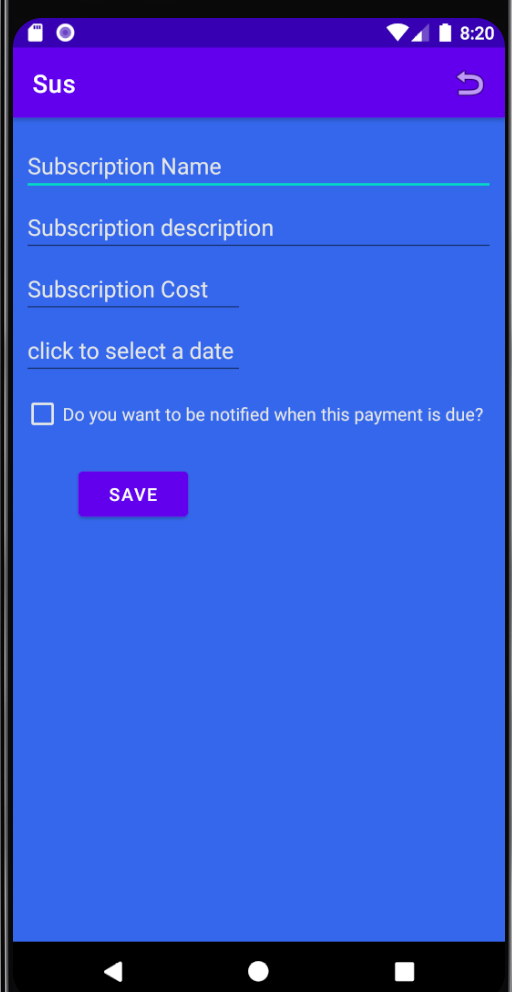 8:20
Sus
Subscription Name
Subscription description
Subscription Cost
click to select a date
Do you want to be notified when this payment is due?
SAVE